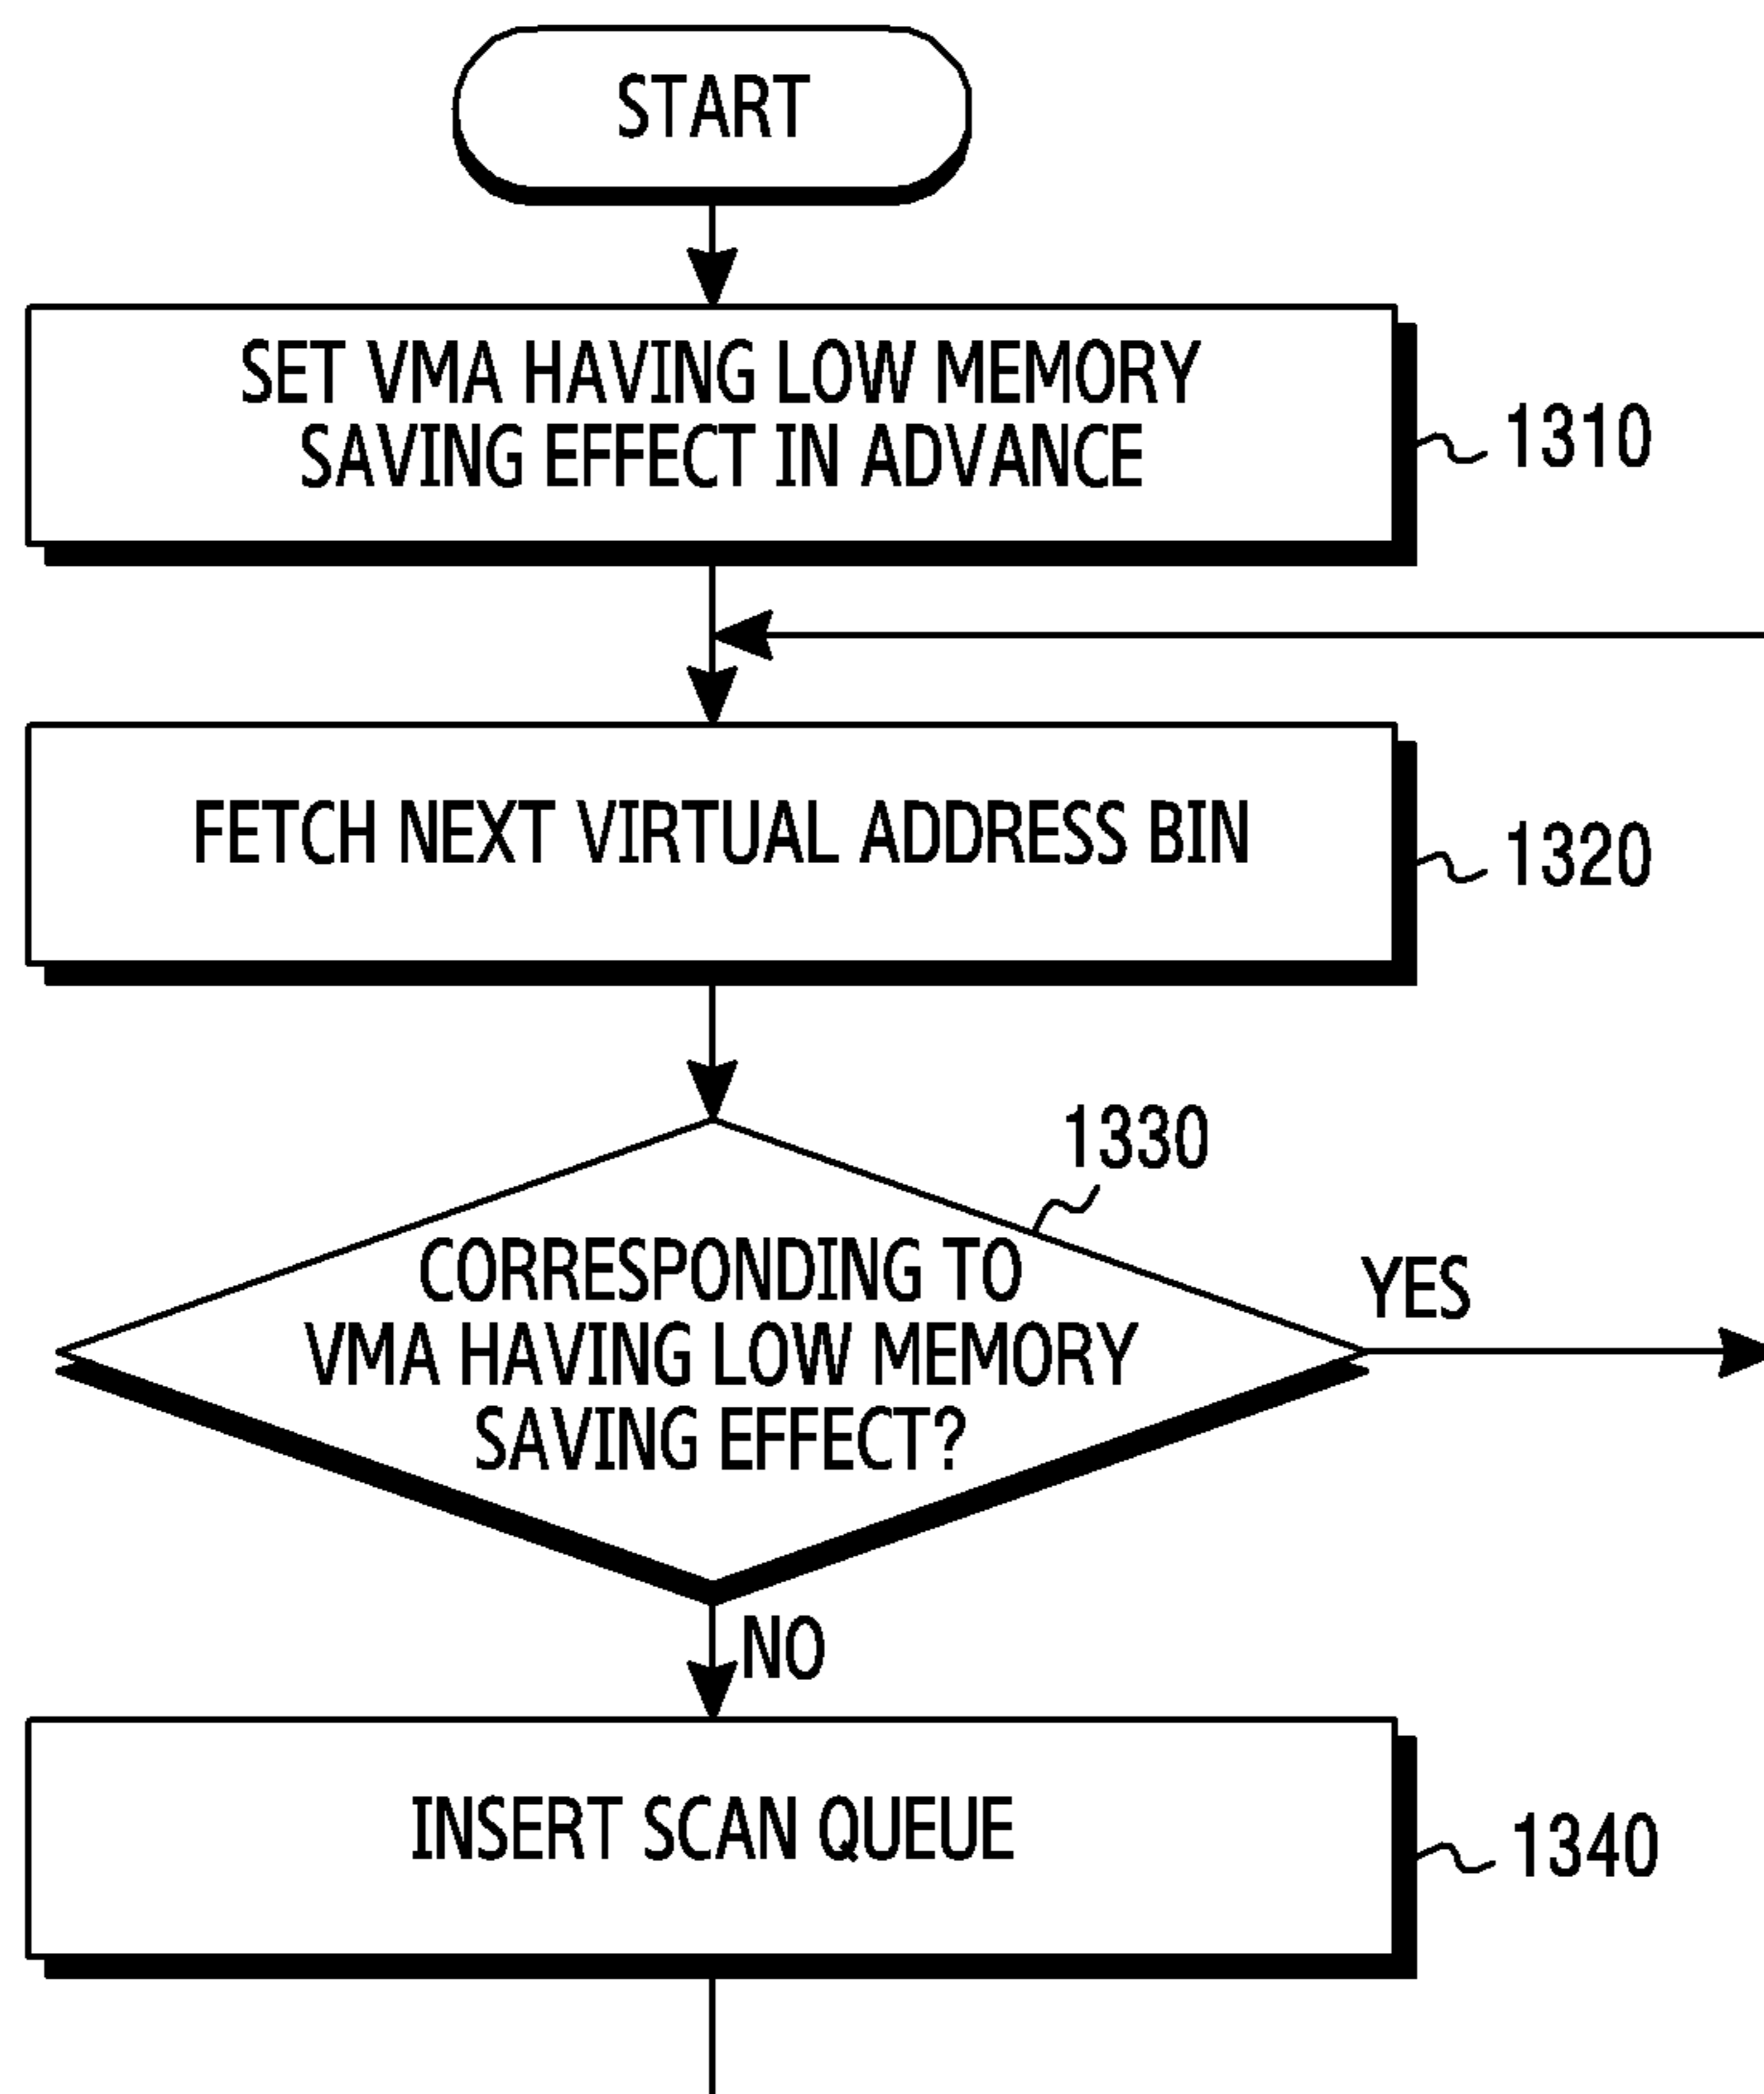 START
SET VMA HAVING LOW MEMORY
SAVING EFFECT IN ADVANCE
1310
FETCH NEXT VIRTUAL ADDRESS BIN
1320
1330
CORRESPONDING TO
VMA HAVING LOW MEMORY
SAVING EFFECT?
YES
NO
INSERT SCAN QUEUE
1340